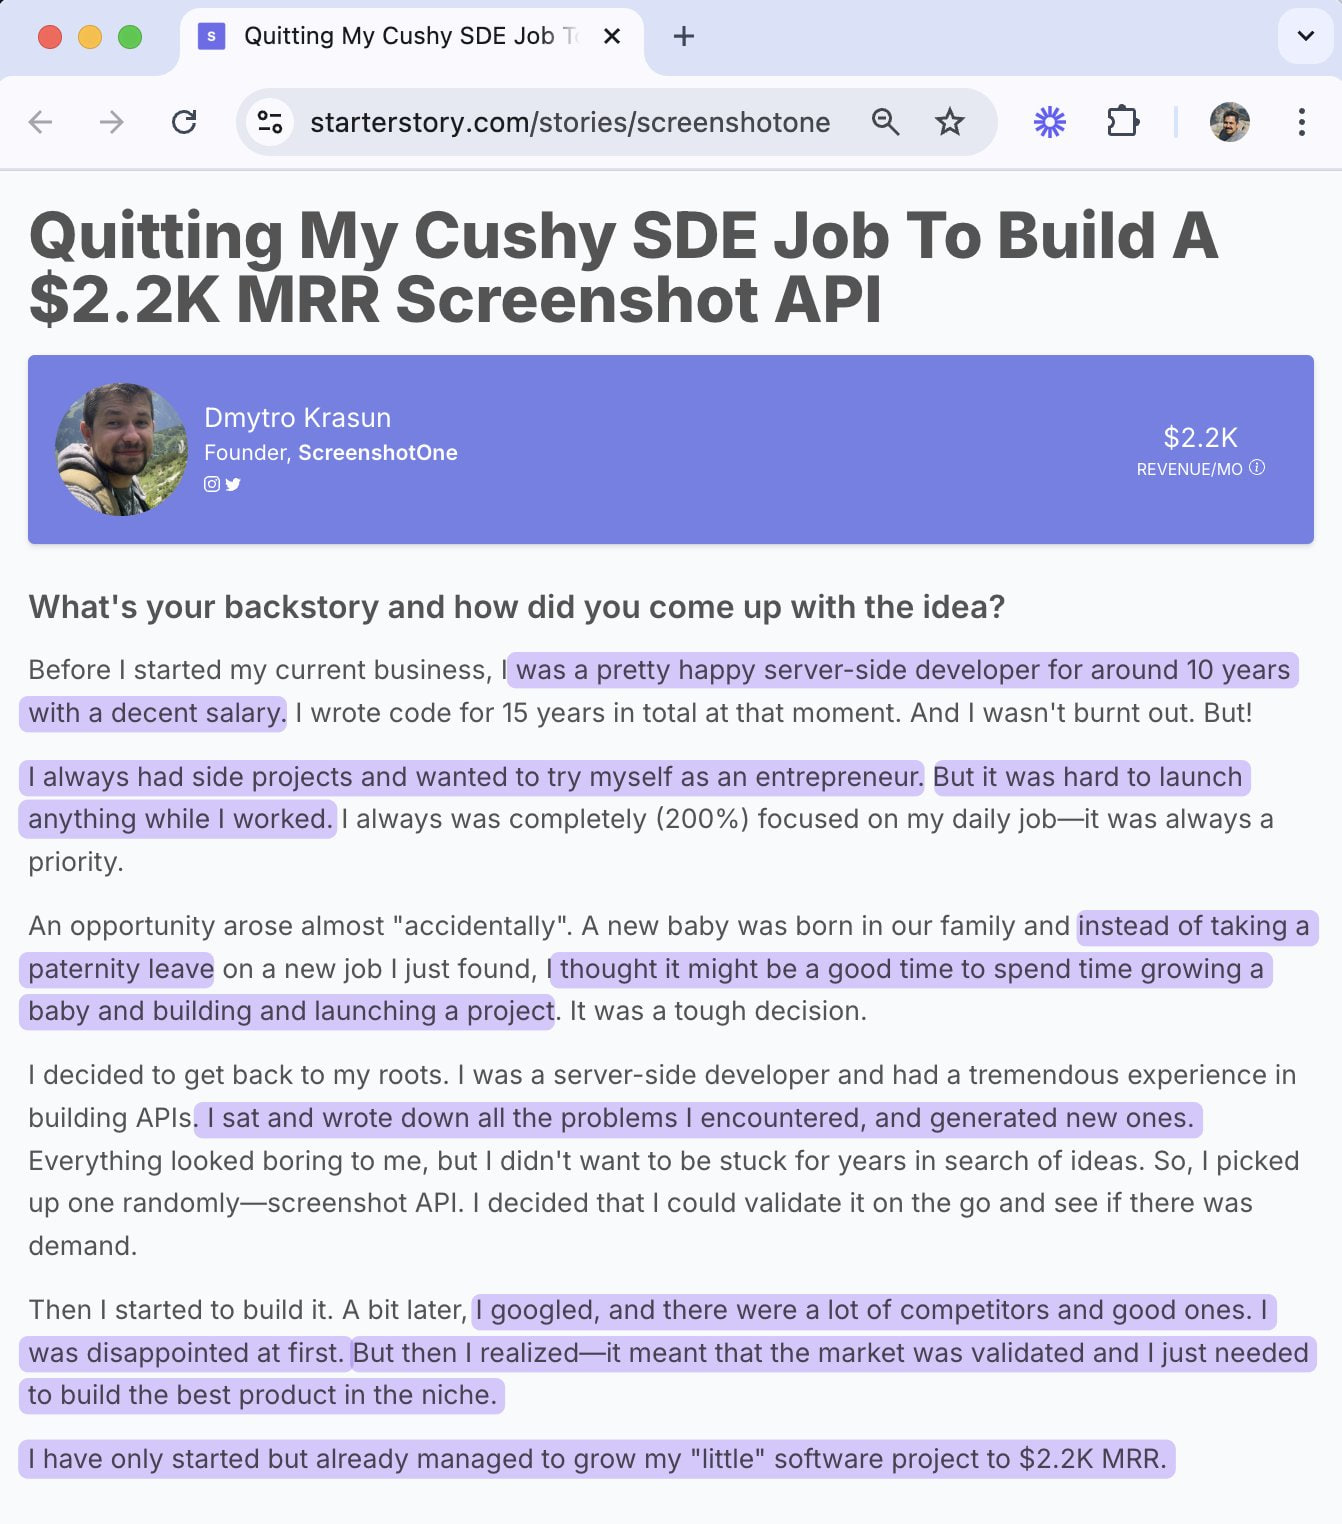 S Quitting My Cushy SDE Job To
starterstory.com/stories/screenshotone
Quitting My Cushy SDE Job To Build A
$2.2K MRR Screenshot API
Dmytro Krasun
Founder, ScreenshotOne
$2.2K
REVENUE/MO
What's your backstory and how did you come up with the idea?
Before I started my current business, I was a pretty happy server-side developer for around 10 years
with a decent salary. I wrote code for 15 years in total at that moment. And I wasn't burnt out. But!
I always had side projects and wanted to try myself as an entrepreneur. But it was hard to launch
anything while I worked. I always was completely (200%) focused on my daily job—it was always a
priority.
An opportunity arose almost "accidentally". A new baby was born in our family and instead of taking a
paternity leave on a new job I just found, I thought it might be a good time to spend time growing a
baby and building and launching a project. It was a tough decision.
I decided to get back to my roots. I was a server-side developer and had a tremendous experience in
building APIs. I sat and wrote down all the problems I encountered, and generated new ones.
Everything looked boring to me, but I didn't want to be stuck for years in search of ideas. So, I picked
up one randomly—screenshot API. I decided that I could validate it on the go and see if there was
demand.
Then I started to build it. A bit later, I googled, and there were a lot of competitors and good ones. I
was disappointed at first. But then I realized—it meant that the market was validated and I just needed
to build the best product in the niche.
I have only started but already managed to grow my "little" software project to $2.2K MRR.